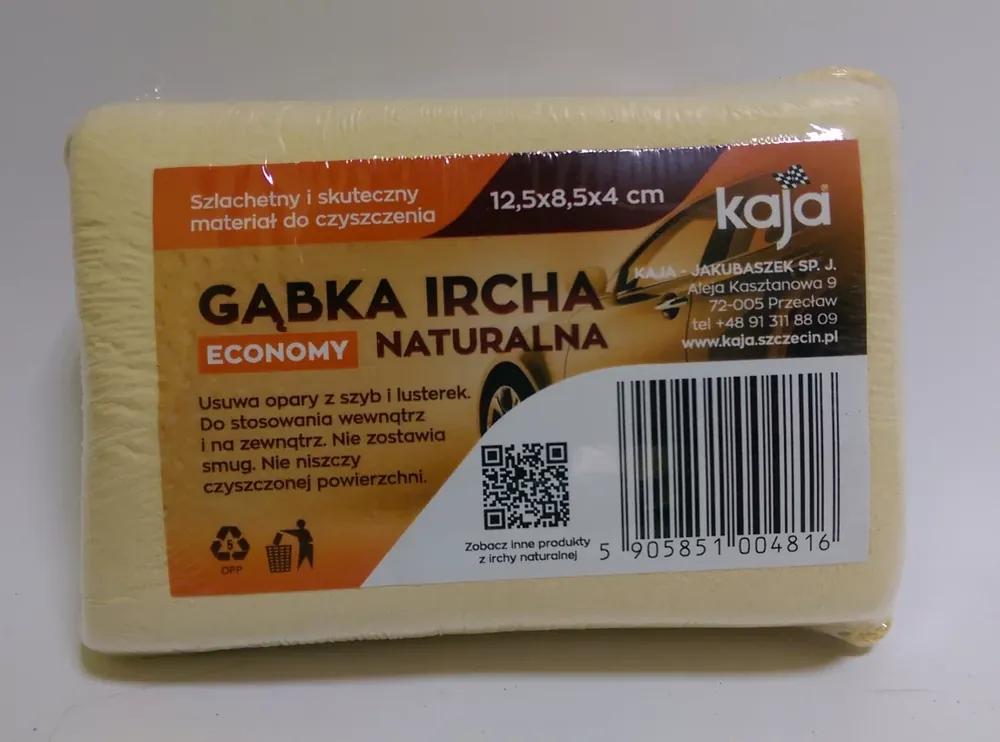 Szlachetny i skuteczny
materiał do czyszczenia
12,5x8,5x4 cm
kaja®
KAJA - JAKUBASZEK SP. J.
Aleja Kasztanowa 9
72-005 Przecław
tel +48 91 311 88 09
www.kaja.szczecin.pl
GĄBKA IRCHA
ECONOMY NATURALNA
Usuwa opary z szyb i lusterek.
Do stosowania wewnątrz
i na zewnątrz. Nie zostawia
smug. Nie niszczy
czyszczonej powierzchni.
5
OPP
Zobacz inne produkty
z irchy naturalnej
5 905851 004816